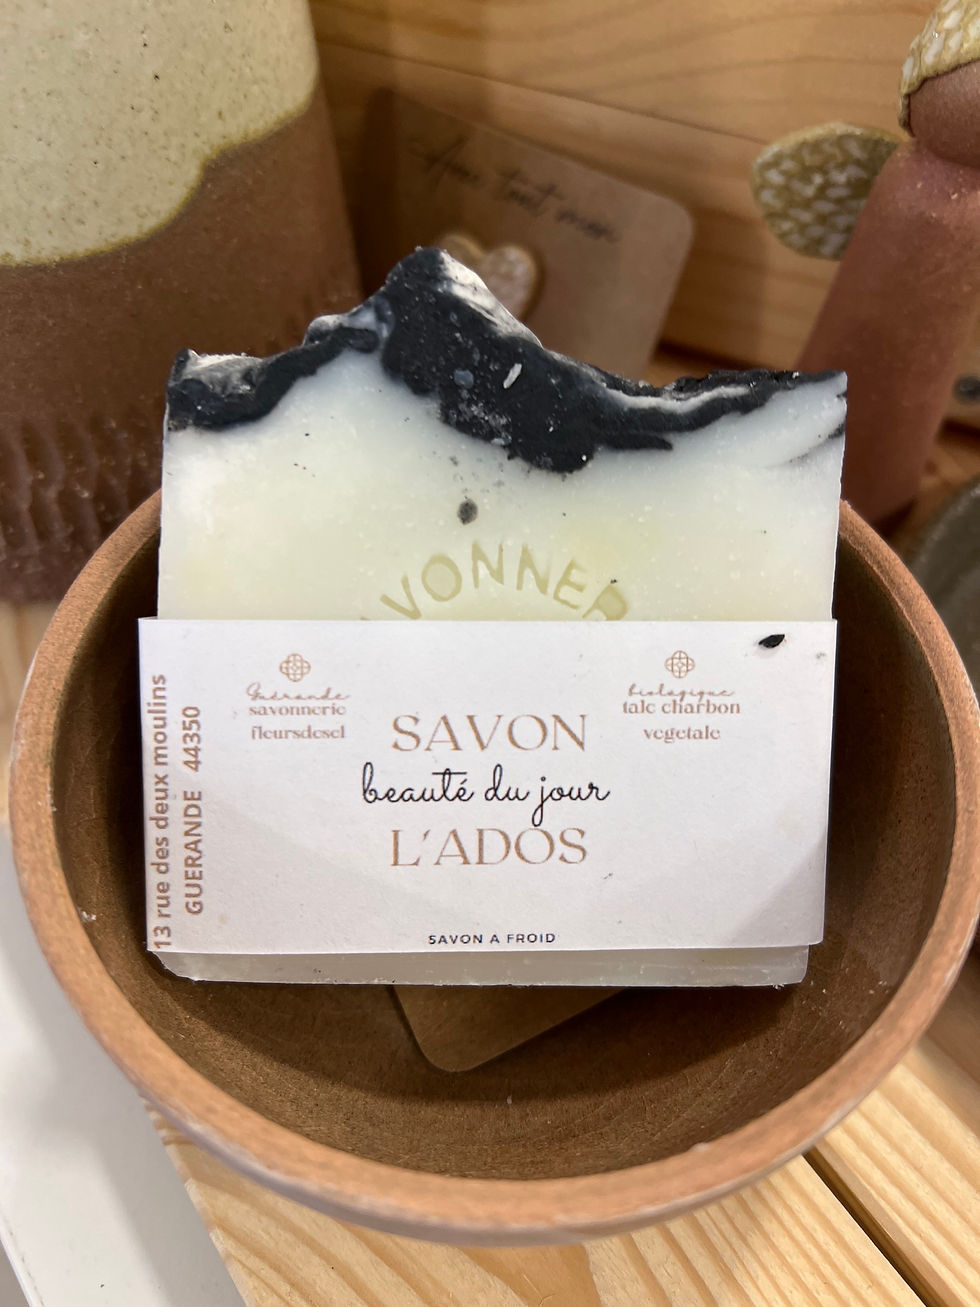 VONNER
Guérande
savonnerie
fleursdesel
biologique
talc charbon
vegetale
SAVON
beauté du jour
L'ADOS
SAVON A FROID
13 rue des deux moulins
GUERANDE 44350